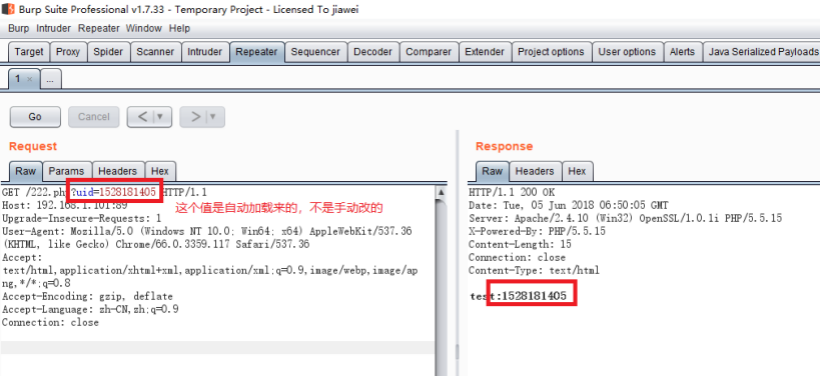 Burp Suite Professional v1.7.33 - Temporary Project - Licensed To jiawei
Burp Intruder Repeater Window Help
Target Proxy Spider Scanner Intruder Repeater Sequencer Decoder Comparer Extender Project options User options Alerts Java Serialized Payloads
1 × ...
Go Cancel < ▼ > ▼
Request
Raw Params Headers Hex
GET /222.php?uid=1528181405 HTTP/1.1
Host: 192.168.1.101:89
这个值是自动加载来的，不是手动改的
Upgrade-Insecure-Requests: 1
User-Agent: Mozilla/5.0 (Windows NT 10.0; Win64; x64) AppleWebKit/537.36
(KHTML, like Gecko) Chrome/66.0.3359.117 Safari/537.36
Accept:
text/html,application/xhtml+xml,application/xml;q=0.9,image/webp,image/ap
ng,*/*;q=0.8
Accept-Encoding: gzip, deflate
Accept-Language: zh-CN,zh;q=0.9
Connection: close
Response
Raw Headers Hex
HTTP/1.1 200 OK
Date: Tue, 05 Jun 2018 06:50:05 GMT
Server: Apache/2.4.10 (Win32) OpenSSL/1.0.1i PHP/5.5.15
X-Powered-By: PHP/5.5.15
Content-Length: 15
Connection: close
Content-Type: text/html
test:1528181405